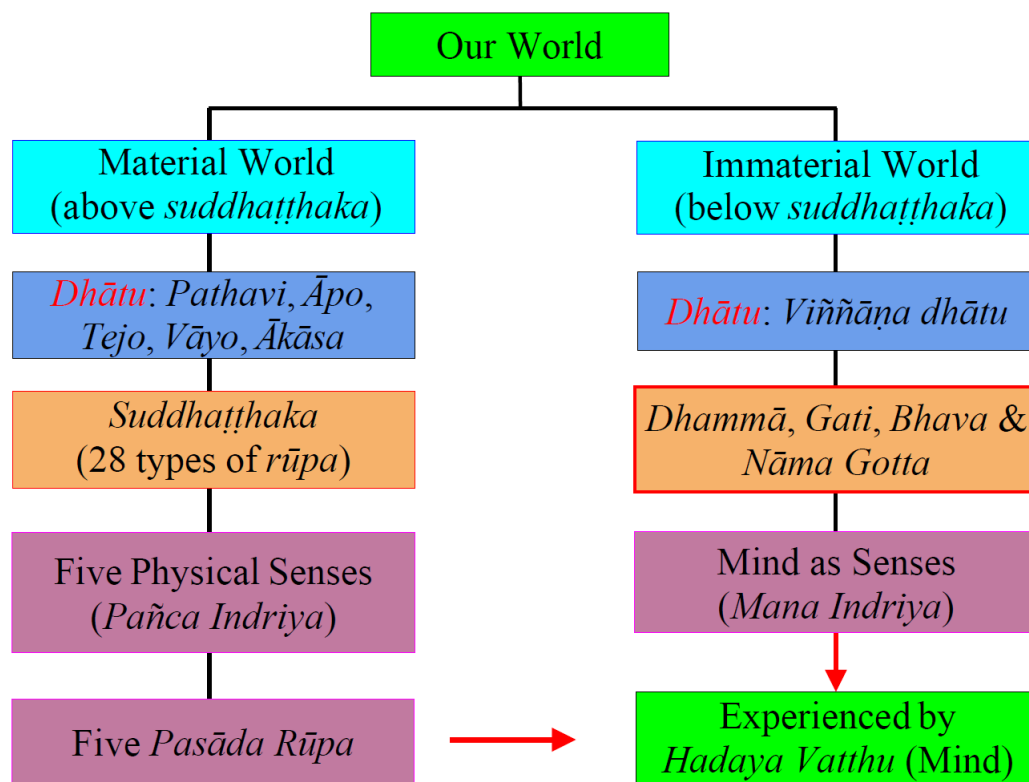 Our World
Material World
(above suddhaṭṭhaka)
Dhātu: Pathavi, Āpo,
Tejo, Vāyo, Ākāsa
Suddhaṭṭhaka
(28 types of rūpa)
Five Physical Senses
(Pañca Indriya)
Five Pasāda Rūpa
Immaterial World
(below suddhaṭṭhaka)
Dhātu: Viññāṇa dhātu
Dhammā, Gati, Bhava &
Nāma Gotta
Mind as Senses
(Mana Indriya)
Experienced by
Hadaya Vatthu (Mind)